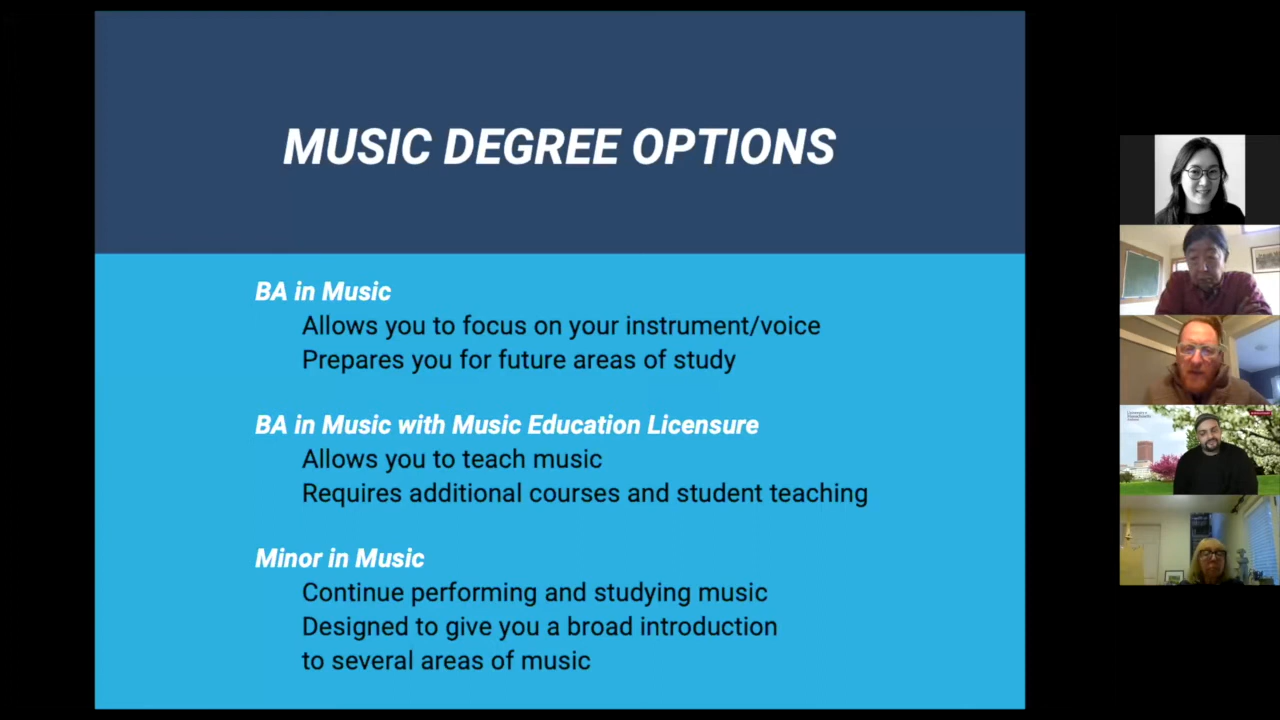 MUSIC DEGREE OPTIONS
BA in Music
Allows you to focus on your instrument/voice
Prepares you for future areas of study
BA in Music with Music Education Licensure
Allows you to teach music
Requires additional courses and student teaching
Minor in Music
Continue performing and studying music
Designed to give you a broad introduction
to several areas of music